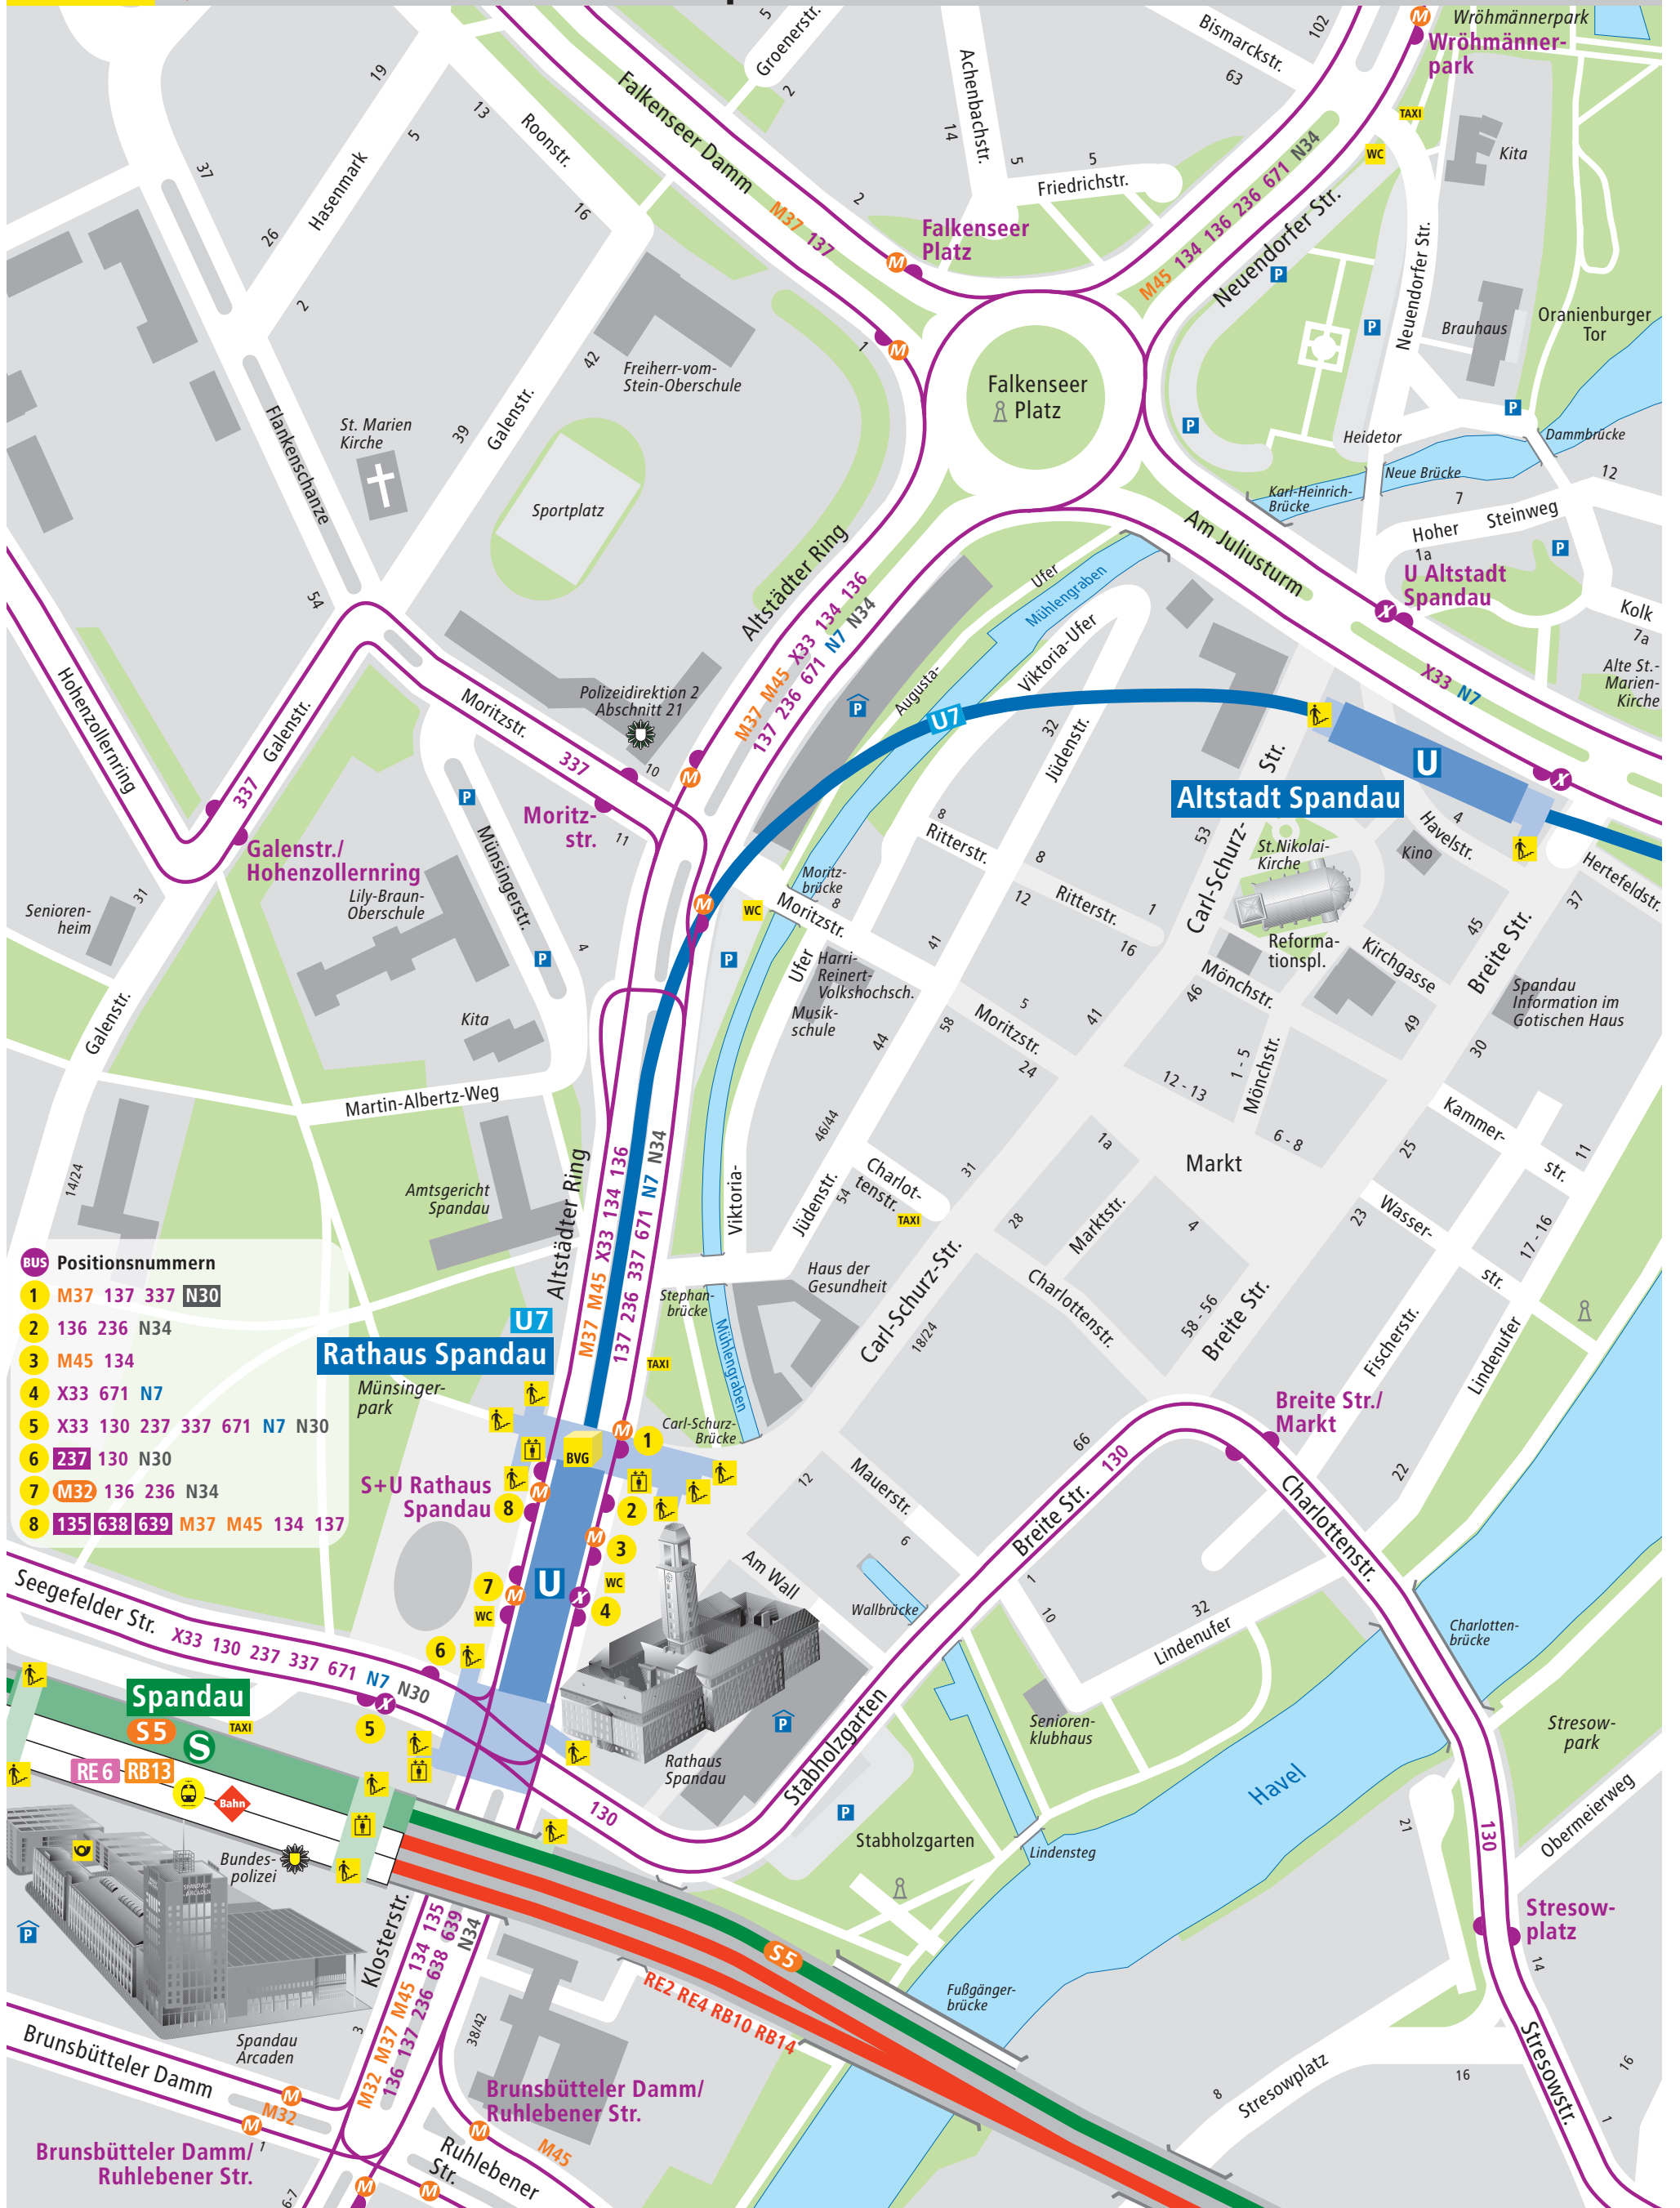 Wröhmännerpark
Wröhmänner-
park
Groenerstr.
5
2
Achenbachstr.
14
5
Bismarckstr.
63
102
19
13
Roonstr.
16
5
Hasenmark
26
2
37
Falkenseer Damm
M37 137
2
Falkenseer
Platz
5
Friedrichstr.
M45 134 136 236 671 N34
Neuendorfer Str.
TAXI
WC
Kita
Neuendorfer Str.
Brauhaus
Oranienburger
Tor
P
P
P
P
Falkenseer
Platz
1
Freiherr-vom-
Stein-Oberschule
42
Galenstr.
39
St. Marien
Kirche
Flankenschanze
54
Sportplatz
Heidetor
Dammbrücke
Neue Brücke
Karl-Heinrich-
Brücke
7
12
Hoher Steinweg
1a
P
Am Juliusturm
U Altstadt
Spandau
X33 N7
Kolk
7a
Alte St.-
Marien-
Kirche
Altstädter Ring
M37 M45 X33 134 136
137 236 671 N7 N34
Ufer
Augusta-
Mühlengraben
Viktoria-Ufer
32
Jüdenstr.
P
U7
Polizeidirektion 2
Abschnitt 21
10
Moritzstr.
337
Moritz-
str.
11
Hohenzollernring
Galenstr.
337
Galenstr./
Hohenzollernring
P
Münsingerstr.
P
4
Lily-Braun-
Oberschule
Senioren-
heim
31
Galenstr.
Kita
Martin-Albertz-Weg
14/24
Amtsgericht
Spandau
U
Altstadt Spandau
Carl-Schurz- Str.
53
St.Nikolai-
Kirche
Kino
4
Havelstr.
Hertefeldstr.
37
45
Breite Str.
Reforma-
tionspl.
Kirchgasse
Mönchstr.
46
49
Spandau
Information im
Gotischen Haus
30
8
Ritterstr.
8
12
Ritterstr.
1
16
Moritz-
brücke
8
Moritzstr.
WC
P
Ufer
Harri-
Reinert-
Volkshochsch.
Musik-
schule
41
44
58
5
Moritzstr.
24
41
12 - 13
1 - 5
Mönchstr.
6 - 8
1a
Markt
Kammer-
str.
11
25
Wasser-
str.
17 - 16
23
46/44
Charlot-
tenstr.
54
TAXI
31
28
Marktstr.
4
Charlottenstr.
58 - 56
Breite Str.
Fischerstr.
Lindenufer
Viktoria-
Jüdenstr.
Haus der
Gesundheit
Carl-Schurz-Str.
18/24
Stephan-
brücke
Mühlengraben
Carl-Schurz-
Brücke
TAXI
Altstädter Ring
M37 M45 X33 134 136
137 236 337 671 N7 N34
BUS Positionsnummern
1 M37 137 337 N30
2 136 236 N34
3 M45 134
4 X33 671 N7
5 X33 130 237 337 671 N7 N30
6 237 130 N30
7 M32 136 236 N34
8 135 638 639 M37 M45 134 137
U7
Rathaus Spandau
Münsinger-
park
BVG
1
S+U Rathaus
Spandau
8
2
3
7
U
WC
4
WC
6
5
Seegefelder Str.
X33 130 237 337 671 N7 N30
Spandau
S5
S
TAXI
RE6 RB13
Bahn
Bundes-
polizei
SPANDAU
ARCADEN
P
Spandau
Arcaden
Klosterstr.
3
M32 M37 M45 134 135
136 137 236 638 639
N34
38/42
Rathaus
Spandau
P
Am Wall
12
Mauerstr.
6
Wallbrücke
66
130
Breite Str.
1
10
Breite Str./
Markt
22
Charlottenstr.
32
Lindenufer
Senioren-
klubhaus
Charlotten-
brücke
Stresow-
park
Havel
Stabholzgarten
130
P
Stabholzgarten
Lindensteg
21
Obermeierweg
130
Stresow-
platz
14
Fußgänger-
brücke
S5
RE2 RE4 RB10 RB14
Stresowstr.
16
16
1
8
Stresowplatz
Brunsbütteler Damm
M32
1
Brunsbütteler Damm/
Ruhlebener Str.
Brunsbütteler Damm/
Ruhlebener Str.
M45
Ruhlebener
Str.
6-7